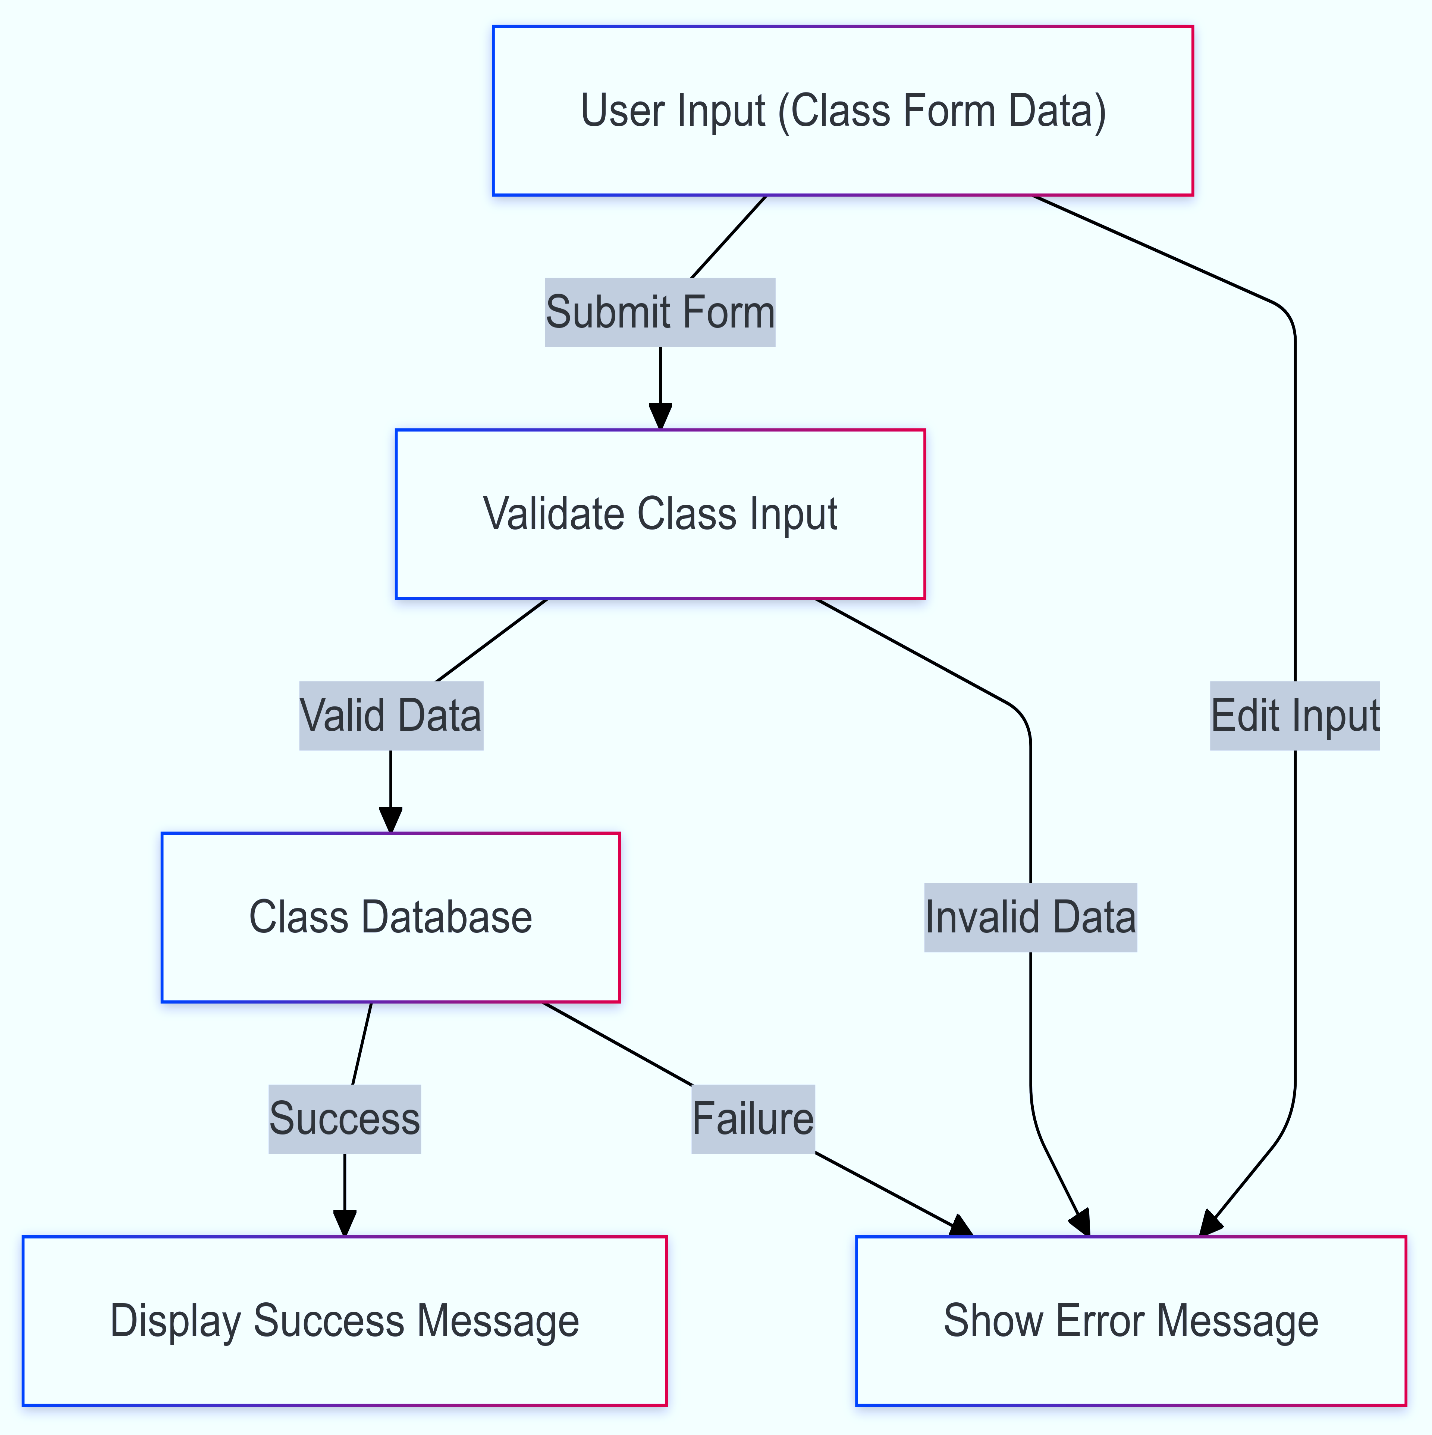 User Input (Class Form Data)
Submit Form
Validate Class Input
Valid Data
Edit Input
Class Database
Invalid Data
Success
Failure
Display Success Message
Show Error Message